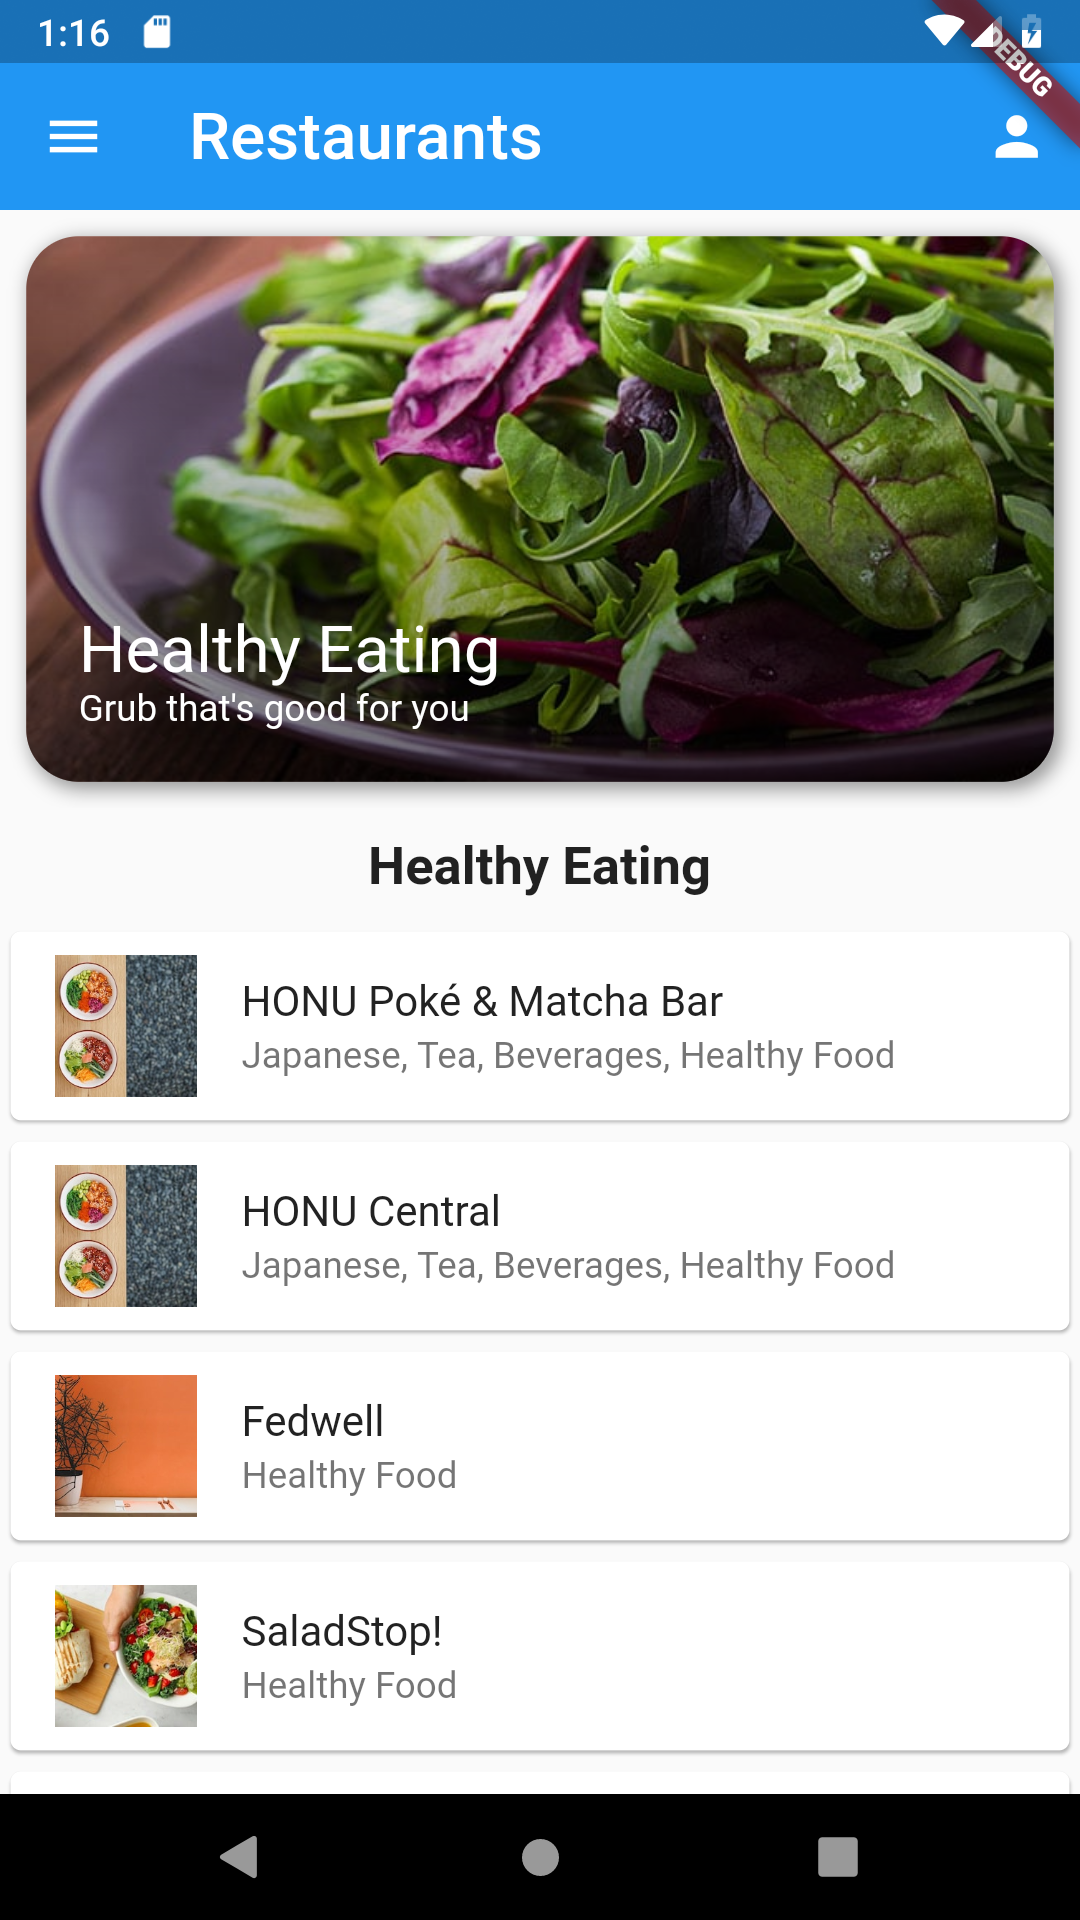 1:16
DEBUG
Restaurants
Healthy Eating
Grub that's good for you
Healthy Eating
HONU Poké & Matcha Bar
Japanese, Tea, Beverages, Healthy Food
HONU Central
Japanese, Tea, Beverages, Healthy Food
Fedwell
Healthy Food
SaladStop!
Healthy Food